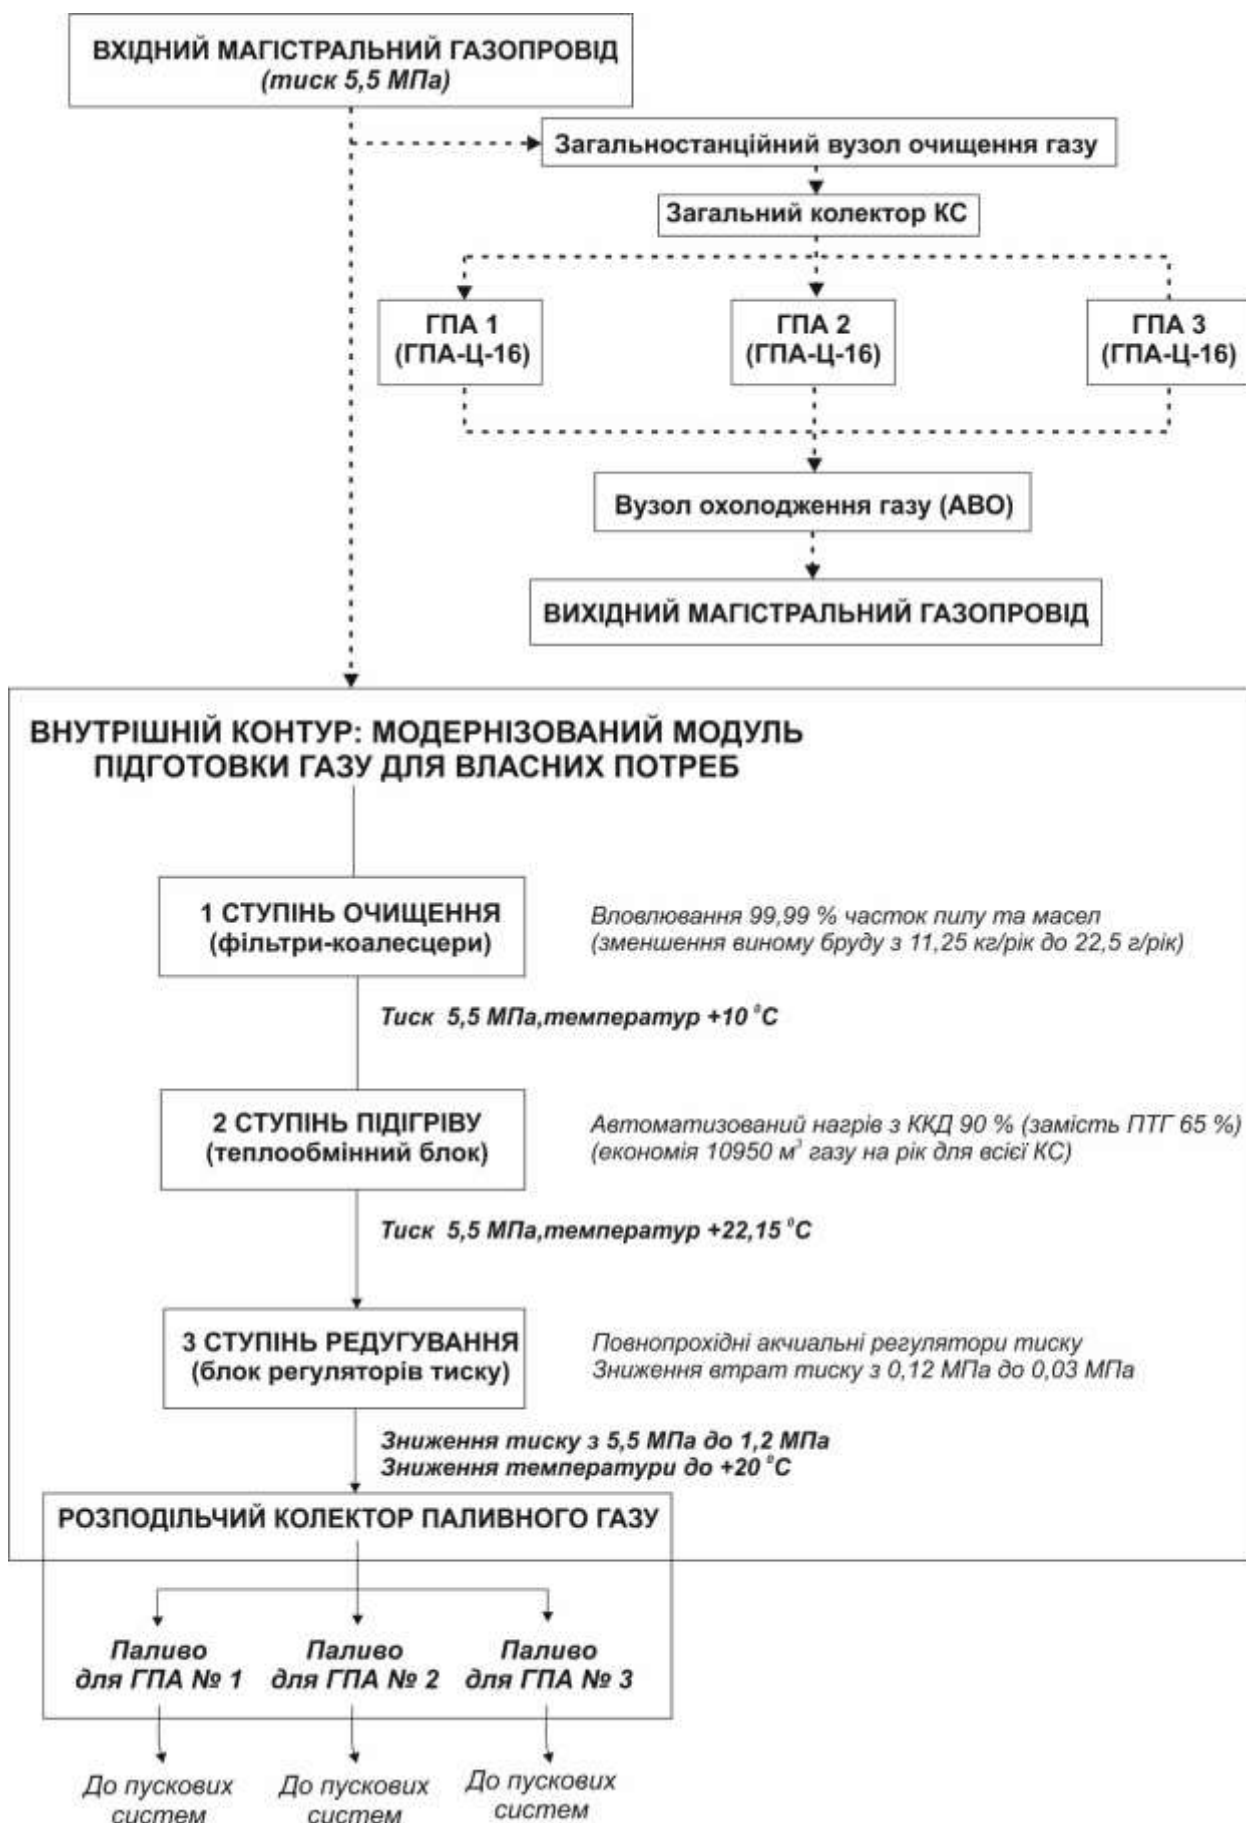 ВХІДНИЙ МАГІСТРАЛЬНИЙ ГАЗОПРОВІД
(тиск 5,5 МПа)
Загальностанційний вузол очищення газу
Загальний колектор КС
ГПА 1
(ГПА-Ц-16)
ГПА 2
(ГПА-Ц-16)
ГПА 3
(ГПА-Ц-16)
Вузол охолодження газу (АВО)
ВИХІДНИЙ МАГІСТРАЛЬНИЙ ГАЗОПРОВІД
ВНУТРІШНІЙ КОНТУР: МОДЕРНІЗОВАНИЙ МОДУЛЬ
ПІДГОТОВКИ ГАЗУ ДЛЯ ВЛАСНИХ ПОТРЕБ
1 СТУПІНЬ ОЧИЩЕННЯ
(фільтри-коалесцери)
Вловлювання 99,99 % часток пилу та масел
(зменшення виному бруду з 11,25 кг/рік до 22,5 г/рік)
Тиск 5,5 МПа,температур +10 °С
2 СТУПІНЬ ПІДІГРІВУ
(теплообмінний блок)
Автоматизований нагрів з ККД 90 % (замість ПТГ 65 %)
(економія 10950 м³ газу на рік для всієї КС)
Тиск 5,5 МПа,температур +22,15 °С
3 СТУПІНЬ РЕДУГУВАННЯ
(блок регуляторів тиску)
Повнопрохідні акчиальні регулятори тиску
Зниження втрат тиску з 0,12 МПа до 0,03 МПа
Зниження тиску з 5,5 МПа до 1,2 МПа
Зниження температури до +20 °С
РОЗПОДІЛЬЧИЙ КОЛЕКТОР ПАЛИВНОГО ГАЗУ
Паливо
для ГПА № 1
Паливо
для ГПА № 2
Паливо
для ГПА № 3
До пускових
систем
До пускових
систем
До пускових
систем